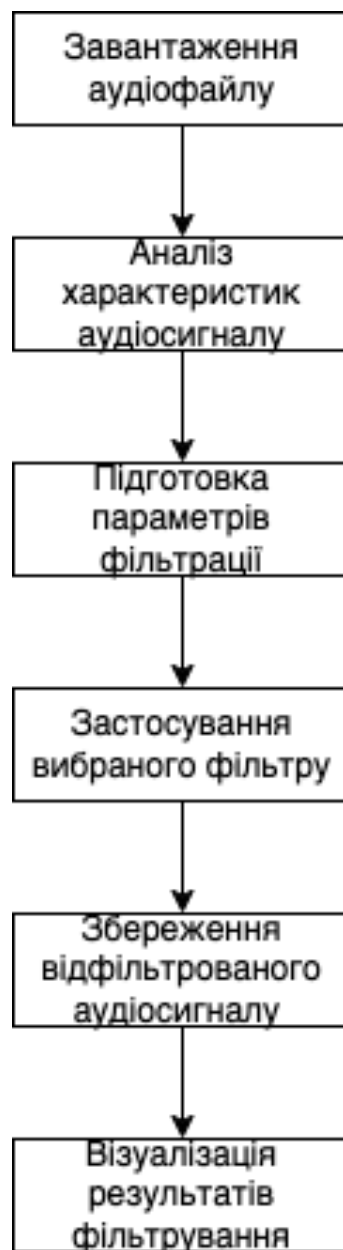 Завантаження
аудіофайлу
Аналіз
характеристик
аудіосигналу
Підготовка
параметрів
фільтрації
Застосування
вибраного фільтру
Збереження
відфільтрованого
аудіосигналу
Візуалізація
результатів
фільтрування